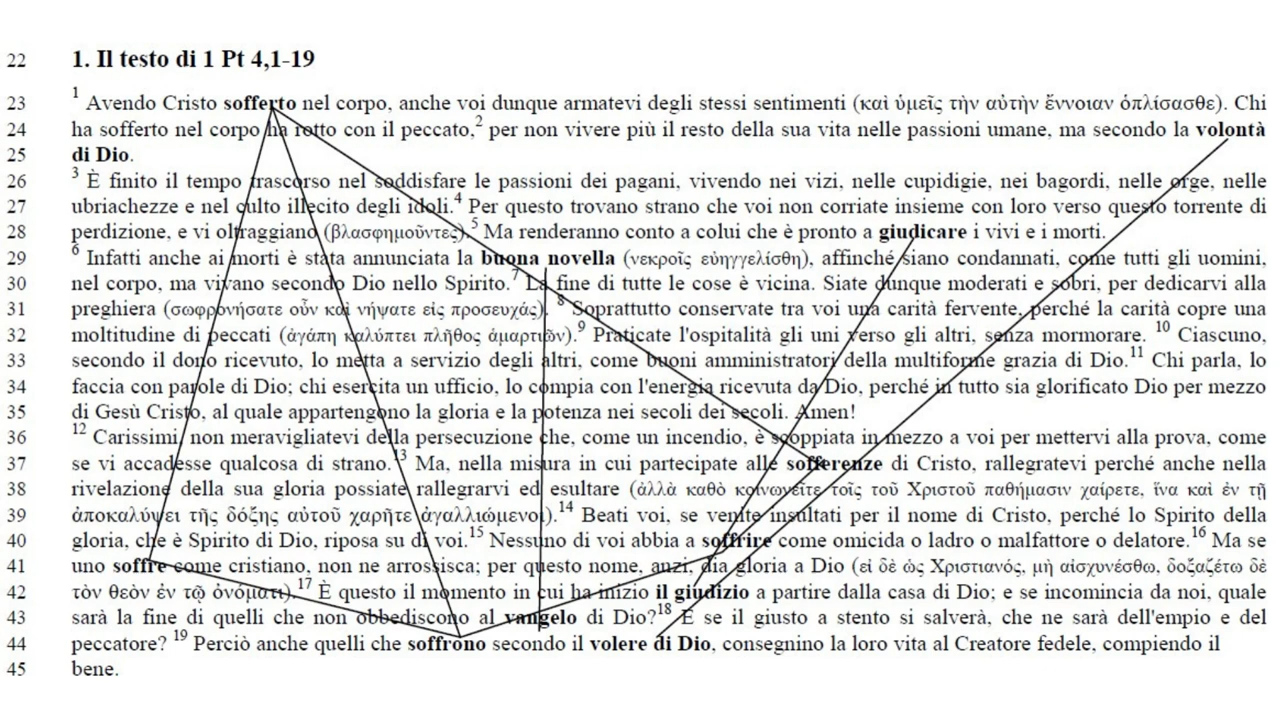 22 1. Il testo di 1 Pt 4,1-19
23 1 Avendo Cristo sofferto nel corpo, anche voi dunque armatevi degli stessi sentimenti (καὶ ὑμεῖς τὴν αὐτὴν ἔννοιαν ὁπλίσασθε). Chi
24 ha sofferto nel corpo ha rotto con il peccato,2 per non vivere più il resto della sua vita nelle passioni umane, ma secondo la volontà
25 di Dio.
26 3 È finito il tempo trascorso nel soddisfare le passioni dei pagani, vivendo nei vizi, nelle cupidigie, nei bagordi, nelle orge, nelle
27 ubriachezze e nel culto illecito degli idoli.4 Per questo trovano strano che voi non corriate insieme con loro verso questo torrente di
28 perdizione, e vi oltraggiano (βλασφημοῦντες).5 Ma renderanno conto a colui che è pronto a giudicare i vivi e i morti.
29 6 Infatti anche ai morti è stata annunciata la buona novella (νεκροῖς εὐηγγελίσθη), affinché siano condannati, come tutti gli uomini,
30 nel corpo, ma vivano secondo Dio nello Spirito.7 La fine di tutte le cose è vicina. Siate dunque moderati e sobri, per dedicarvi alla
31 preghiera (σωφρονήσατε οὖν καὶ νήψατε εἰς προσευχάς). 8 Soprattutto conservate tra voi una carità fervente, perché la carità copre una
32 moltitudine di peccati (ἀγάπη καλύπτει πλῆθος ἁμαρτιῶν).9 Praticate l'ospitalità gli uni verso gli altri, senza mormorare. 10 Ciascuno,
33 secondo il dono ricevuto, lo metta a servizio degli altri, come buoni amministratori della multiforme grazia di Dio.11 Chi parla, lo
34 faccia con parole di Dio; chi esercita un ufficio, lo compia con l'energia ricevuta da Dio, perché in tutto sia glorificato Dio per mezzo
35 di Gesù Cristo, al quale appartengono la gloria e la potenza nei secoli dei secoli. Amen!
36 12 Carissimi, non meravigliatevi della persecuzione che, come un incendio, è scoppiata in mezzo a voi per mettervi alla prova, come
37 se vi accadesse qualcosa di strano.13 Ma, nella misura in cui partecipate alle sofferenze di Cristo, rallegratevi perché anche nella
38 rivelazione della sua gloria possiate rallegrarvi ed esultare (ἀλλὰ καθὸ κοινωνεῖτε τοῖς τοῦ Χριστοῦ παθήμασιν χαίρετε, ἵνα καὶ ἐν τῇ
39 ἀποκαλύψει τῆς δόξης αὐτοῦ χαρῆτε ἀγαλλιώμενοι).14 Beati voi, se venite insultati per il nome di Cristo, perché lo Spirito della
40 gloria, che è Spirito di Dio, riposa su di voi.15 Nessuno di voi abbia a soffrire come omicida o ladro o malfattore o delatore.16 Ma se
41 uno soffre come cristiano, non ne arrossisca; per questo nome, anzi, dia gloria a Dio (εἰ δὲ ὡς Χριστιανός, μὴ αἰσχυνέσθω, δοξαζέτω δὲ
42 τὸν θεὸν ἐν τῷ ὀνόματι).17 È questo il momento in cui ha inizio il giudizio a partire dalla casa di Dio; e se incomincia da noi, quale
43 sarà la fine di quelli che non obbediscono al vangelo di Dio?18 E se il giusto a stento si salverà, che ne sarà dell'empio e del
44 peccatore? 19 Perciò anche quelli che soffrono secondo il volere di Dio, consegnino la loro vita al Creatore fedele, compiendo il
45 bene.